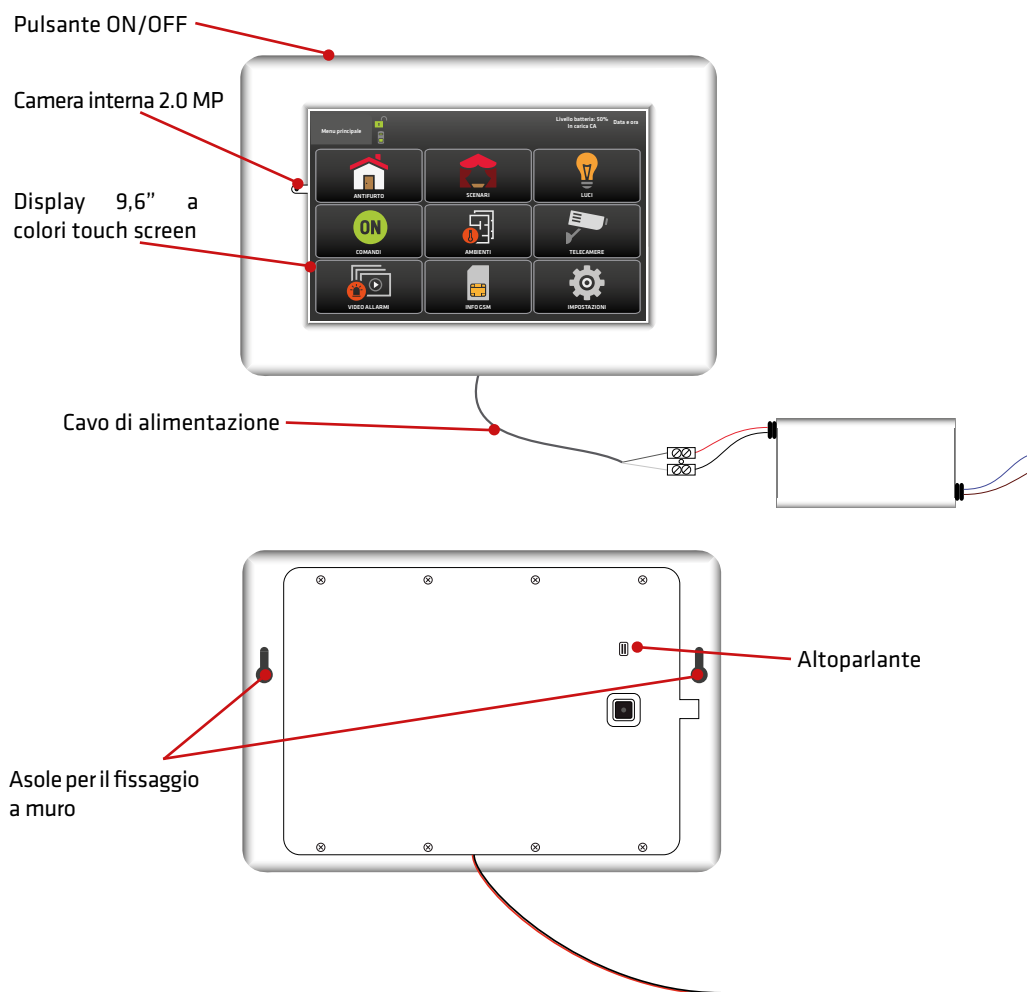 Pulsante ON/OFF
Camera interna 2.0 MP
Display 9,6” a
colori touch screen
Menu principale
Livello batteria: 50%
In carica CA
Data e ora
ANTIFURTO
SCENARI
LUCI
ON
COMANDI
AMBIENTI
TELECAMERE
VIDEO ALLARMI
INFO GSM
IMPOSTAZIONI
Cavo di alimentazione
Altoparlante
Asole per il fissaggio
a muro